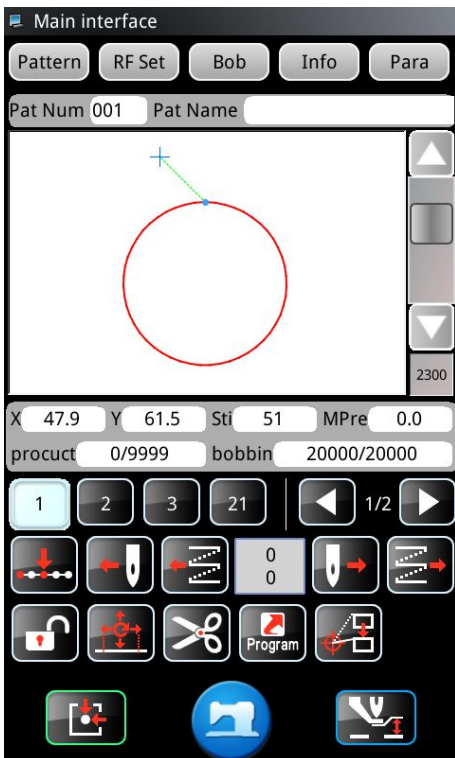 Main interface
Pattern RF Set Bob Info Para
Pat Num 001 Pat Name
2300
X 47.9 Y 61.5 Sti 51 MPre 0.0
procuct 0/9999 bobbin 20000/20000
1 2 3 21 1/2
0
0
Program